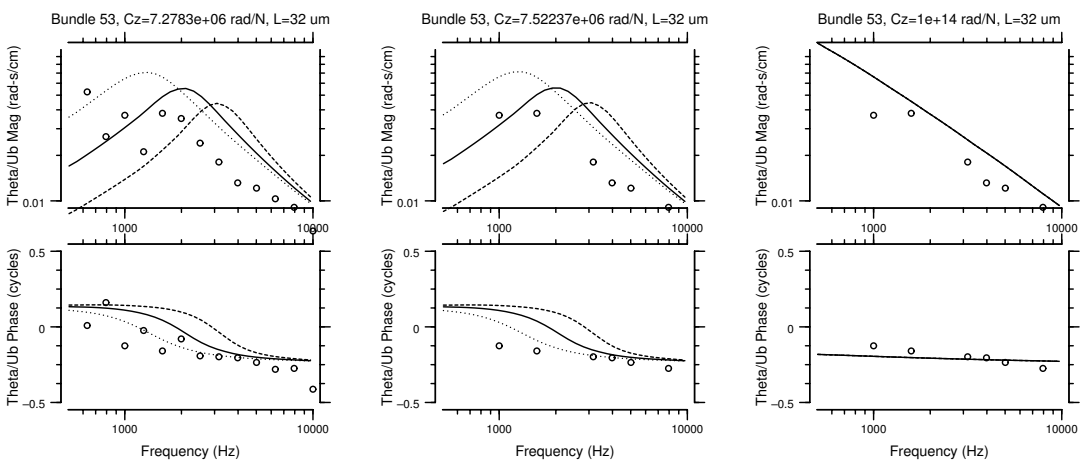 Bundle 53, Cz=7.2783e+06 rad/N, L=32 um
Theta/Ub Mag (rad-s/cm)
0.01
1000
10000
Theta/Ub Phase (cycles)
0.5
0
−0.5
1000
10000
Frequency (Hz)
Bundle 53, Cz=7.52237e+06 rad/N, L=32 um
Theta/Ub Mag (rad-s/cm)
0.01
1000
10000
Theta/Ub Phase (cycles)
0.5
0
−0.5
1000
10000
Frequency (Hz)
Bundle 53, Cz=1e+14 rad/N, L=32 um
Theta/Ub Mag (rad-s/cm)
0.01
1000
10000
Theta/Ub Phase (cycles)
0.5
0
−0.5
1000
10000
Frequency (Hz)